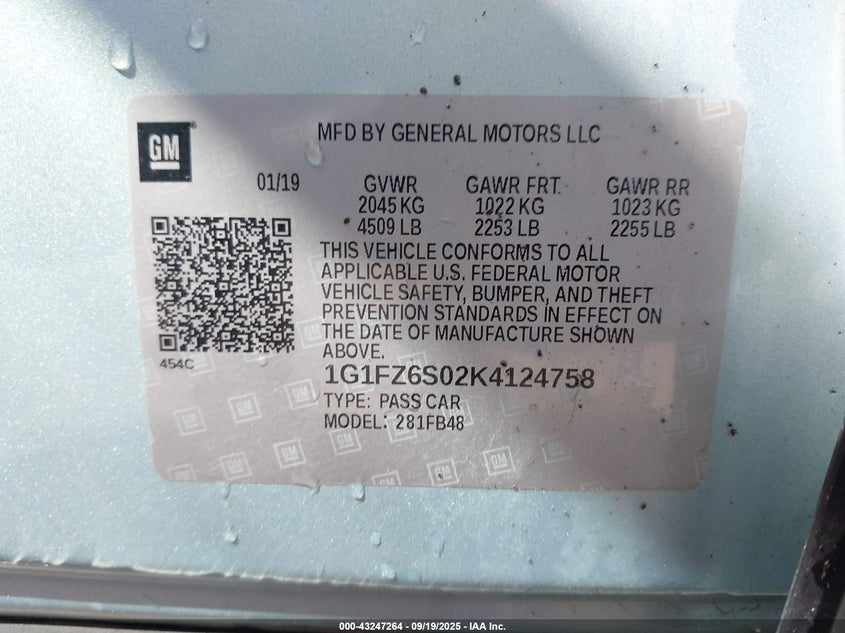 GM
MFD BY GENERAL MOTORS LLC
01/19
GVWR GAWR FRT. GAWR RR
2045 KG 1022 KG 1023 KG
4509 LB 2253 LB 2255 LB
THIS VEHICLE CONFORMS TO ALL
APPLICABLE U.S. FEDERAL MOTOR
VEHICLE SAFETY, BUMPER, AND THEFT
PREVENTION STANDARDS IN EFFECT ON
THE DATE OF MANUFACTURE SHOWN
ABOVE.
454C
1G1FZ6S02K4124758
TYPE: PASS CAR
MODEL: 281FB48
000-43247264 - 09/19/2025 - IAA Inc.